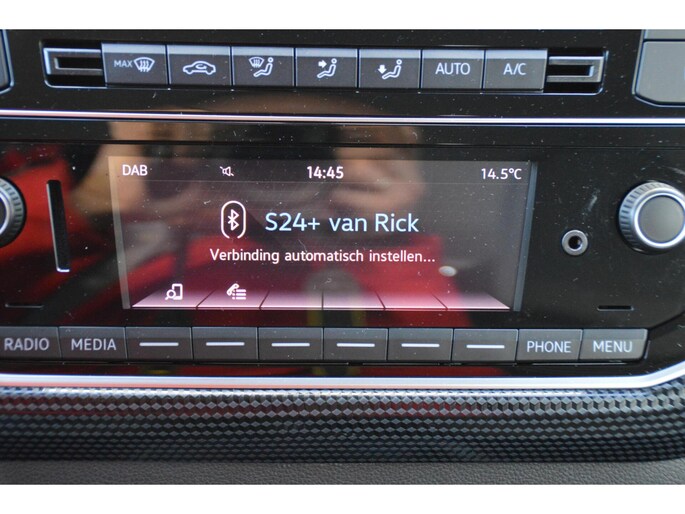 MAX
AUTO
A/C
DAB 14:45 14.5°C
S24+ van Rick
Verbinding automatisch instellen...
RADIO MEDIA PHONE MENU